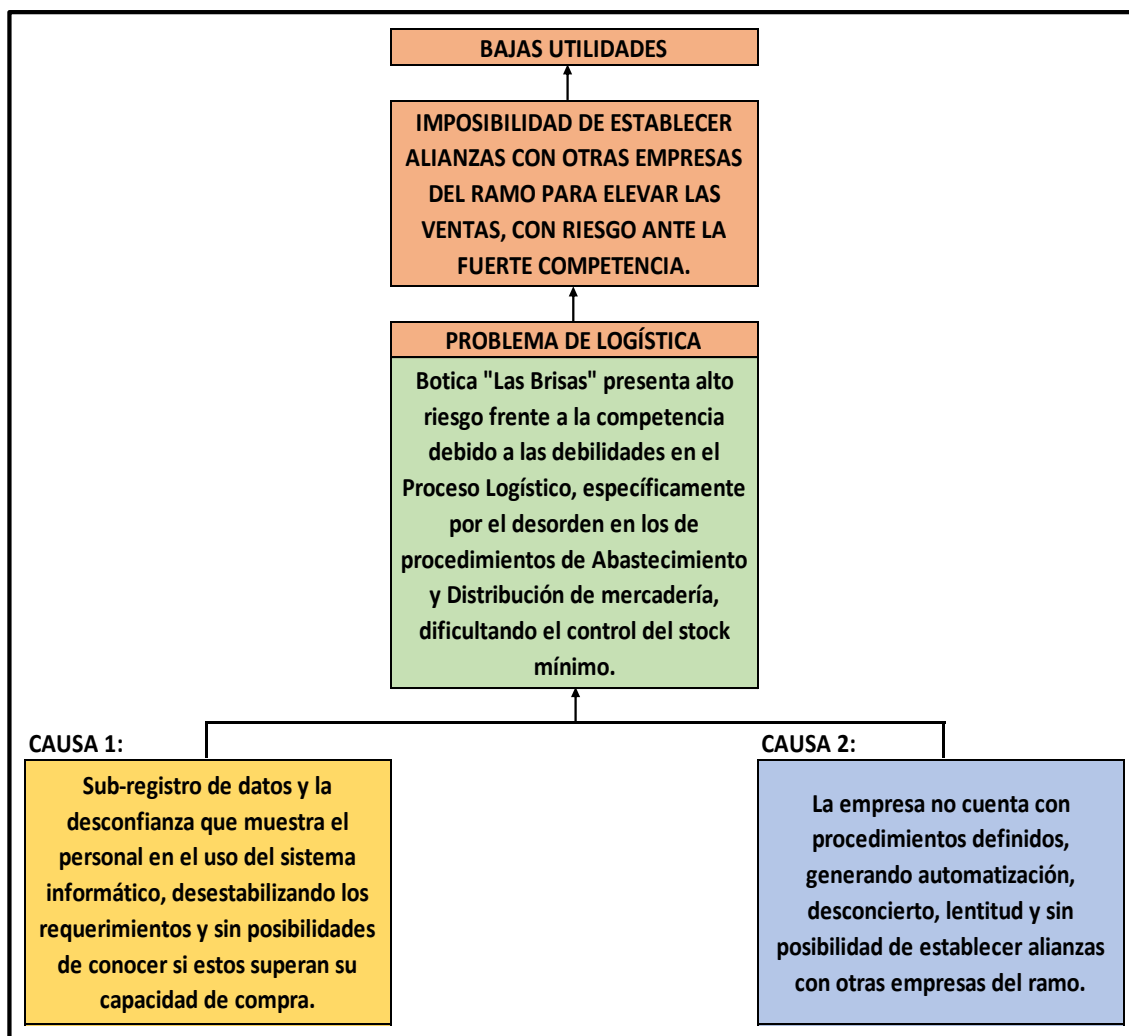 BAJAS UTILIDADES
IMPOSIBILIDAD DE ESTABLECER
ALIANZAS CON OTRAS EMPRESAS
DEL RAMO PARA ELEVAR LAS
VENTAS, CON RIESGO ANTE LA
FUERTE COMPETENCIA.
PROBLEMA DE LOGÍSTICA
Botica "Las Brisas" presenta alto
riesgo frente a la competencia
debido a las debilidades en el
Proceso Logístico, específicamente
por el desorden en los de
procedimientos de Abastecimiento
y Distribución de mercadería,
dificultando el control del stock
mínimo.
CAUSA 1:
Sub-registro de datos y la
desconfianza que muestra el
personal en el uso del sistema
informático, desestabilizando los
requerimientos y sin posibilidades
de conocer si estos superan su
capacidad de compra.
CAUSA 2:
La empresa no cuenta con
procedimientos definidos,
generando automatización,
desconcierto, lentitud y sin
posibilidad de establecer alianzas
con otras empresas del ramo.